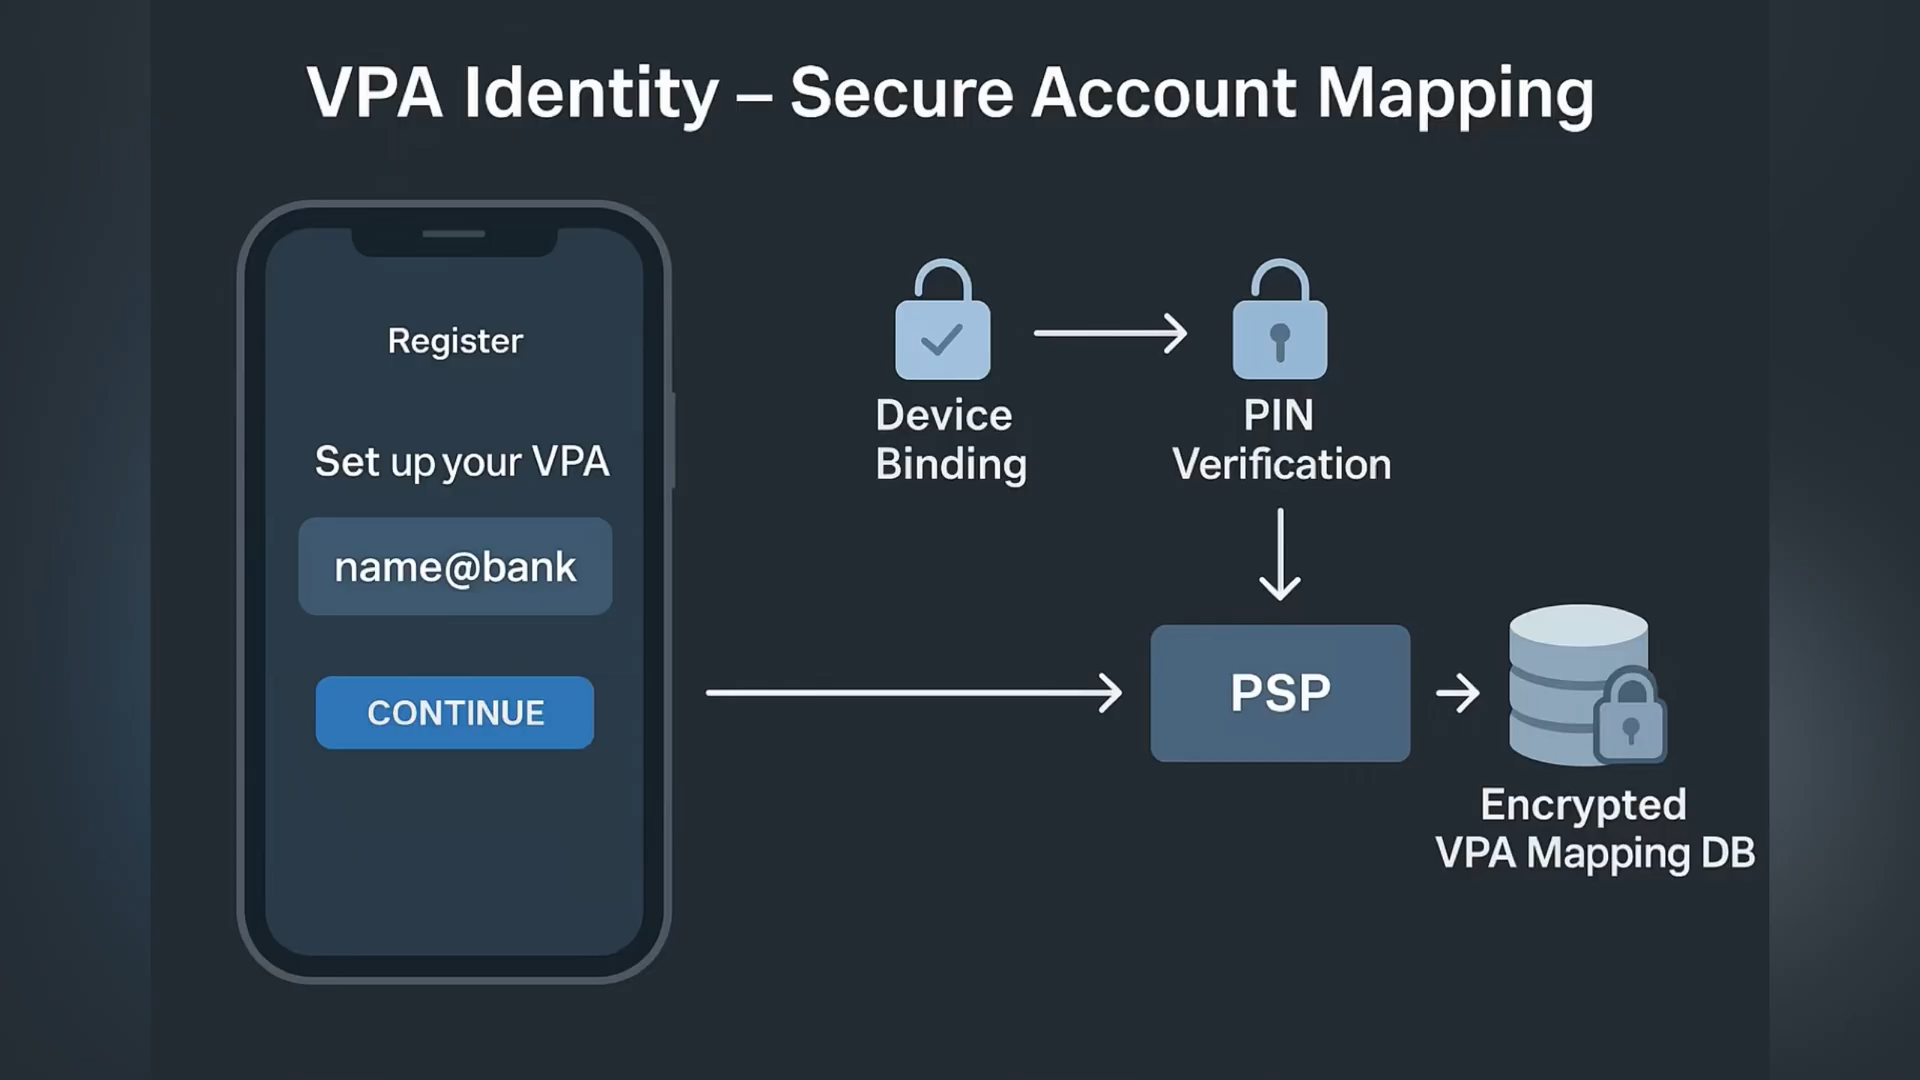 VPA Identity – Secure Account Mapping
Register
Set up your VPA
name@bank
CONTINUE
Device
Binding
PIN
Verification
PSP
Encrypted
VPA Mapping DB